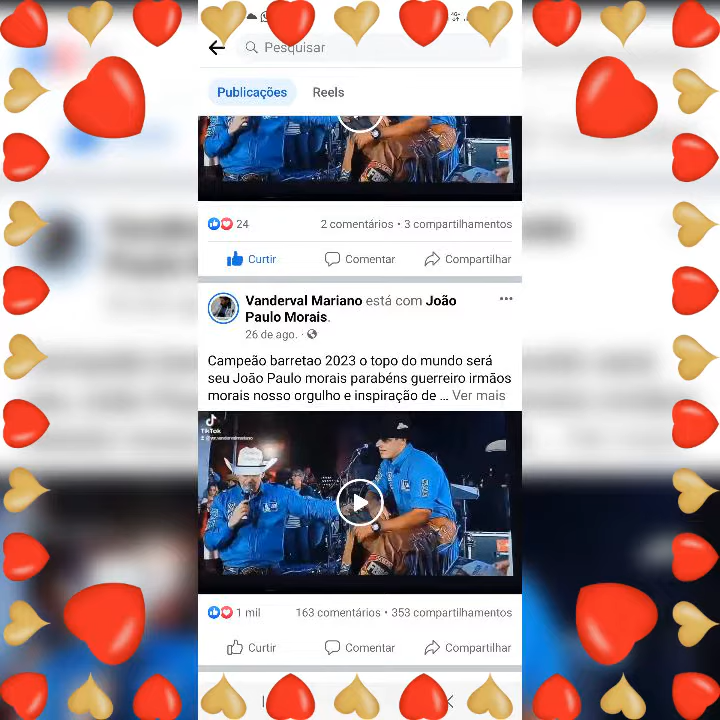 Pesquisar
Publicações Reels
24 2 comentários • 3 compartilhamentos
Curtir Comentar Compartilhar
Vanderval Mariano está com João
Paulo Morais.
26 de ago. ·
Campeão barretao 2023 o topo do mundo será
seu João Paulo morais parabéns guerreiro irmãos
morais nosso orgulho e inspiração de ... Ver mais
TikTok
1 mil 163 comentários • 353 compartilhamentos
Curtir Comentar Compartilhar